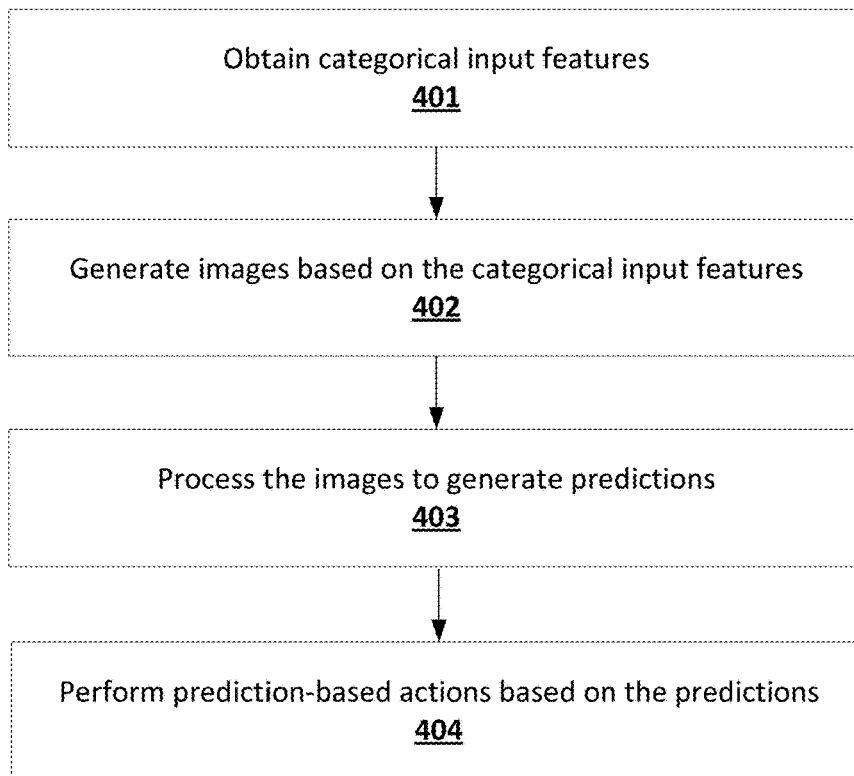 Obtain categorical input features
401
Generate images based on the categorical input features
402
Process the images to generate predictions
403
Perform prediction-based actions based on the predictions
404